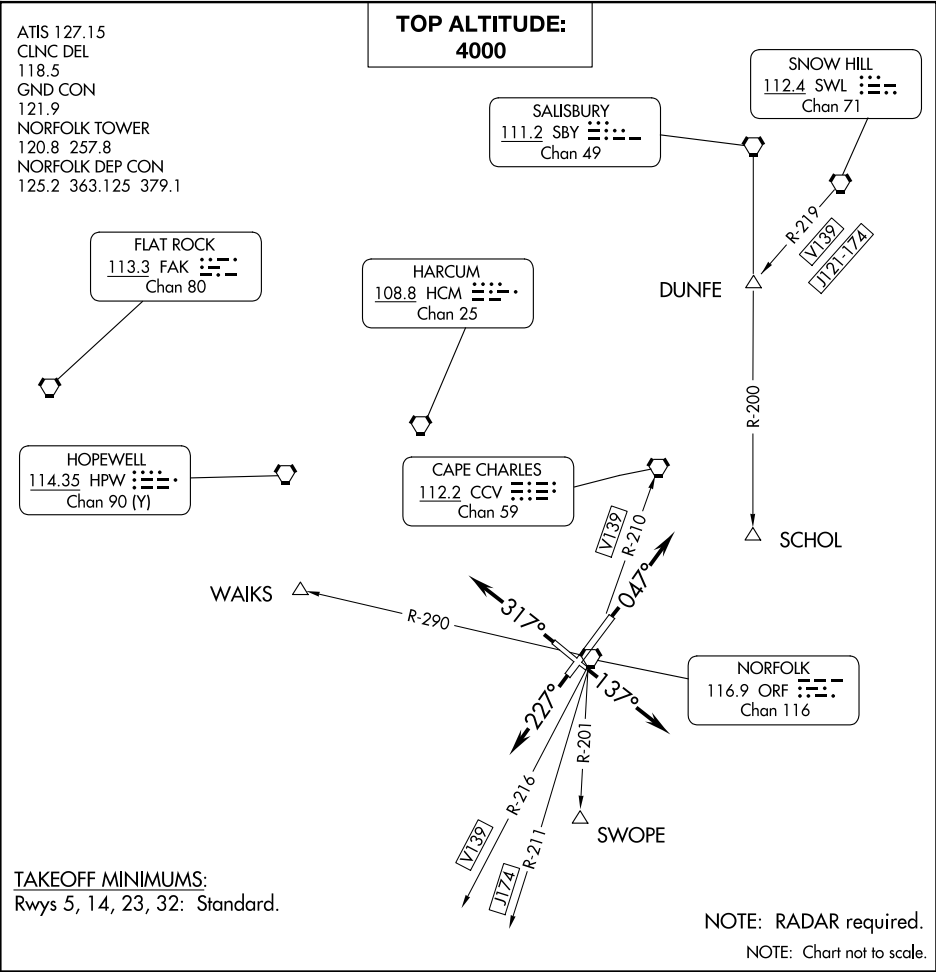 ATIS 127.15
CLNC DEL
118.5
GND CON
121.9
NORFOLK TOWER
120.8 257.8
NORFOLK DEP CON
125.2 363.125 379.1
TOP ALTITUDE:
4000
SNOW HILL
112.4 SWL
Chan 71
SALISBURY
111.2 SBY
Chan 49
R-219
V139
J121-174
FLAT ROCK
113.3 FAK
Chan 80
HARCUM
108.8 HCM
Chan 25
DUNFE
R-200
HOPEWELL
114.35 HPW
Chan 90 (Y)
CAPE CHARLES
112.2 CCV
Chan 59
V139
R-210
SCHOL
WAIKS
R-290
317°
047°
227°
137°
NORFOLK
116.9 ORF
Chan 116
R-201
R-216
R-211
V139
J174
SWOPE
TAKEOFF MINIMUMS:
Rwys 5, 14, 23, 32: Standard.
NOTE: RADAR required.
NOTE: Chart not to scale.